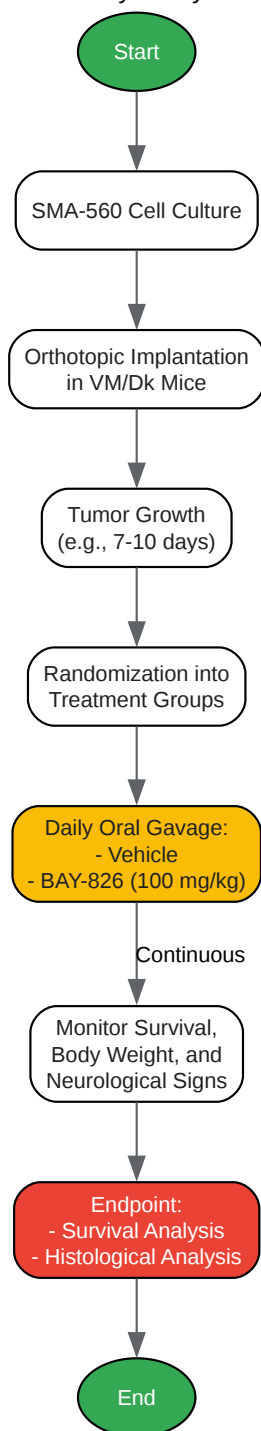 Start
SMA-560 Cell Culture
Orthotopic Implantation
in VM/Dk Mice
Tumor Growth
(e.g., 7-10 days)
Randomization into
Treatment Groups
Daily Oral Gavage:
- Vehicle
- BAY-826 (100 mg/kg)
Continuous
Monitor Survival,
Body Weight, and
Neurological Signs
Endpoint:
- Survival Analysis
- Histological Analysis
End